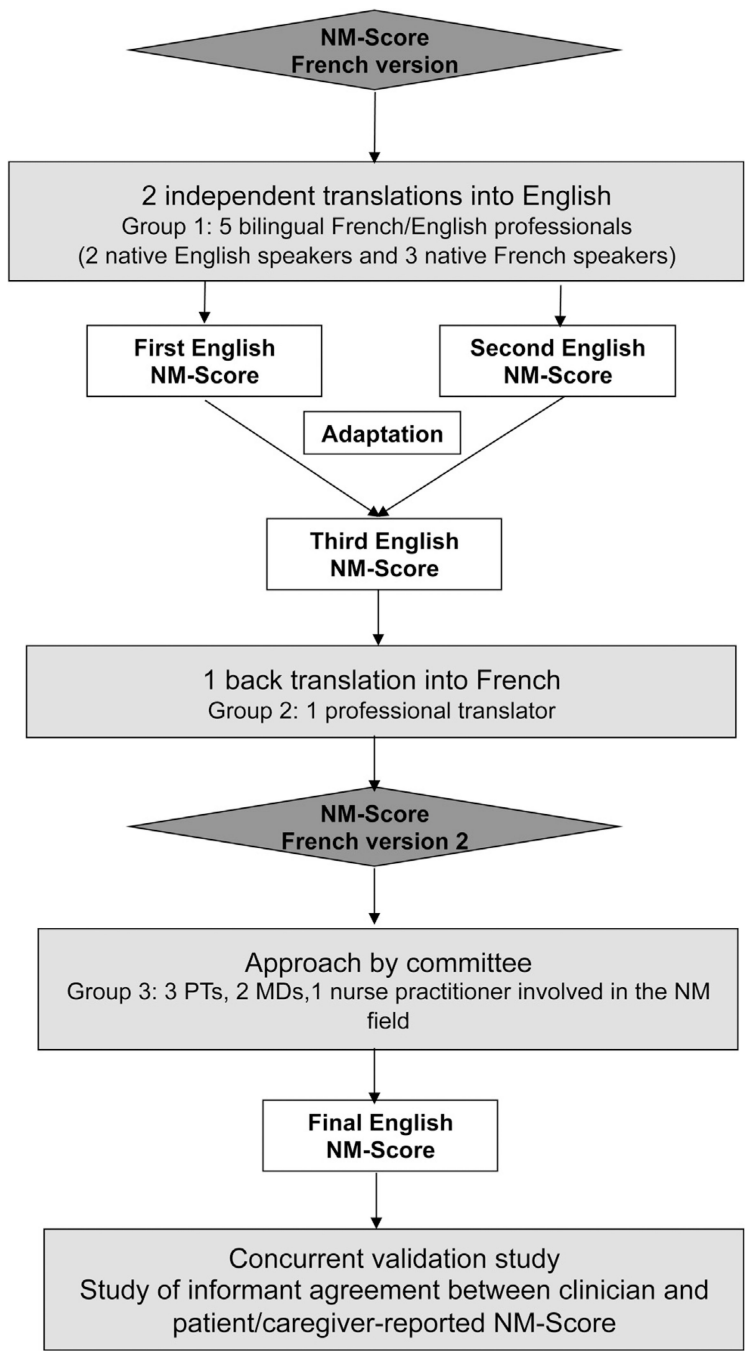 NM-Score
French version
2 independent translations into English
Group 1: 5 bilingual French/English professionals
(2 native English speakers and 3 native French speakers)
First English
NM-Score
Second English
NM-Score
Adaptation
Third English
NM-Score
1 back translation into French
Group 2: 1 professional translator
NM-Score
French version 2
Approach by committee
Group 3: 3 PTs, 2 MDs,1 nurse practitioner involved in the NM
field
Final English
NM-Score
Concurrent validation study
Study of informant agreement between clinician and
patient/caregiver-reported NM-Score